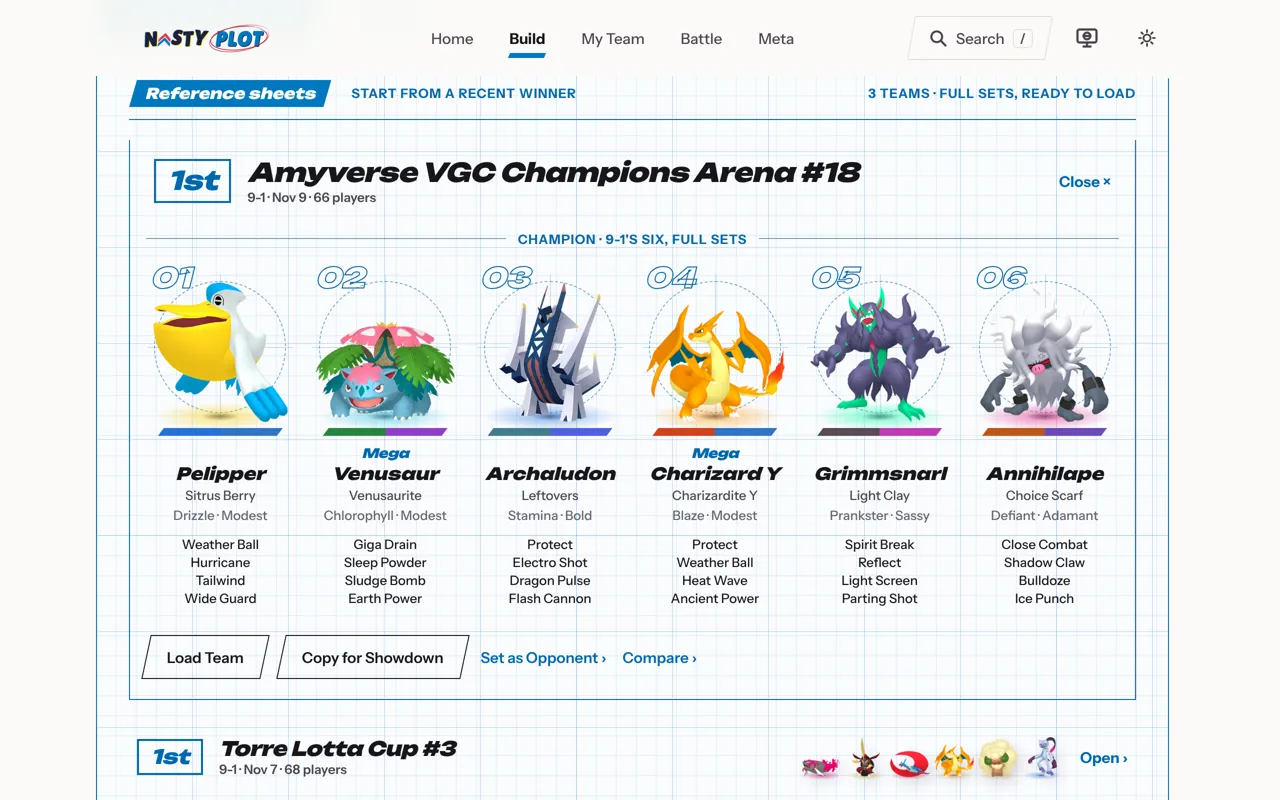 NASTY PLOT
Home
Build
My Team
Battle
Meta
Search /
Reference sheets
START FROM A RECENT WINNER
3 TEAMS · FULL SETS, READY TO LOAD
1st
Amyverse VGC Champions Arena #18
9-1 · Nov 9 · 66 players
Close ×
CHAMPION · 9-1'S SIX, FULL SETS
01
Pelipper
Sitrus Berry
Drizzle · Modest
Weather Ball
Hurricane
Tailwind
Wide Guard
02
Mega
Venusaur
Venusaurite
Chlorophyll · Modest
Giga Drain
Sleep Powder
Sludge Bomb
Earth Power
03
Archaludon
Leftovers
Stamina · Bold
Protect
Electro Shot
Dragon Pulse
Flash Cannon
04
Mega
Charizard Y
Charizardite Y
Blaze · Modest
Protect
Weather Ball
Heat Wave
Ancient Power
05
Grimmsnarl
Light Clay
Prankster · Sassy
Spirit Break
Reflect
Light Screen
Parting Shot
06
Annihilape
Choice Scarf
Defiant · Adamant
Close Combat
Shadow Claw
Bulldoze
Ice Punch
Load Team
Copy for Showdown
Set as Opponent ›
Compare ›
1st
Torre Lotta Cup #3
9-1 · Nov 7 · 68 players
Open ›